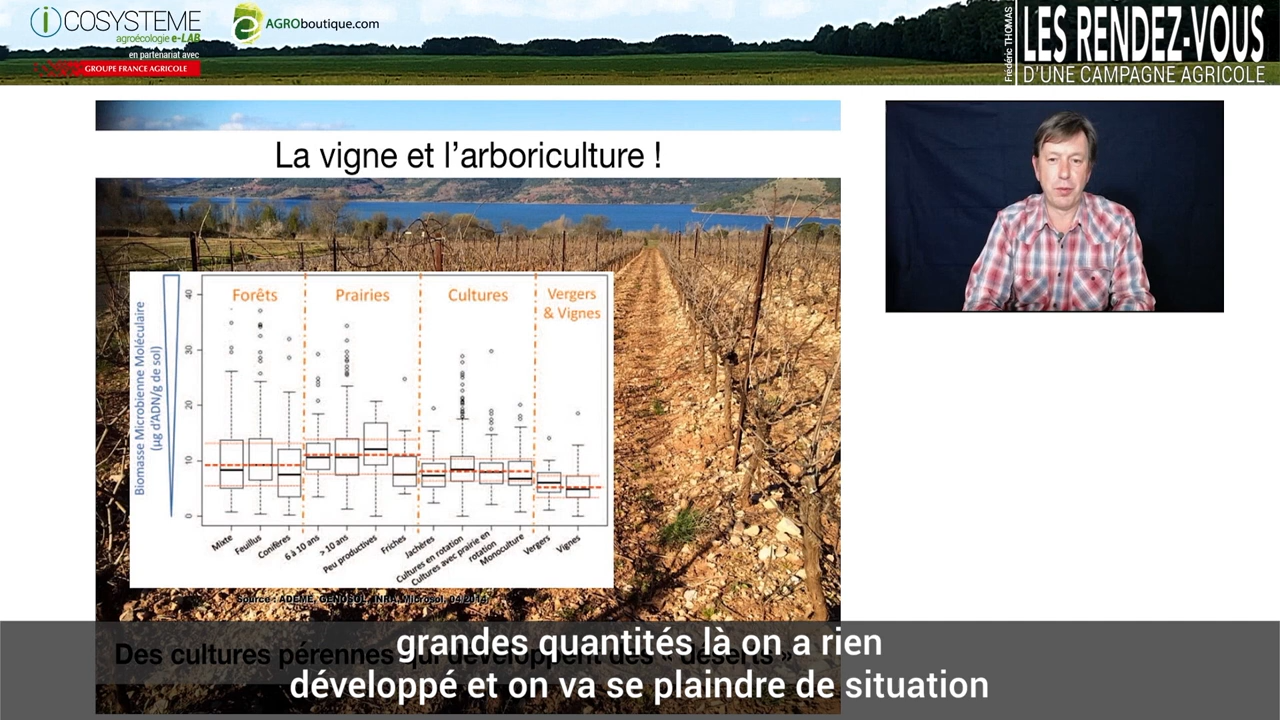 iCOSYSTEME
agroécologie e-LAB
en partenariat avec
GROUPE FRANCE AGRICOLE
AGROboutique.com
Frédéric THOMAS
LES RENDEZ-VOUS
D'UNE CAMPAGNE AGRICOLE
La vigne et l'arboriculture !
Biomasse Microbienne Moléculaire
(µg d'ADN/g de sol)
40
30
20
10
0
Forêts
Prairies
Cultures
Vergers
& Vignes
Mixte
Feuillus
Conifères
6 à 10 ans
> 10 ans
Peu productives
Friches
Jachères
Cultures en rotation
Cultures avec prairie en
rotation
Monoculture
Vergers
Vignes
Source : ADEME, GENOSOL, INRA, Microsol, 04/2014
Des cultures pérennes qui développent des « déserts »
grandes quantités là on a rien
développé et on va se plaindre de situation